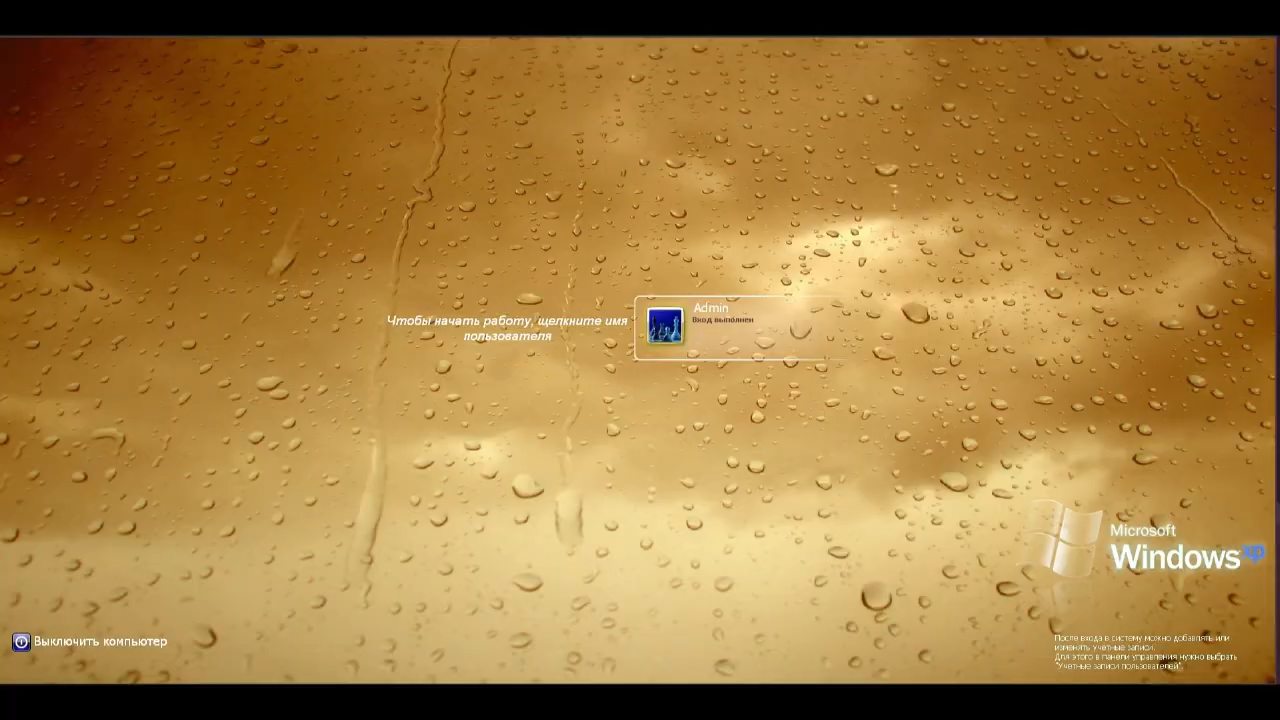 Чтобы начать работу, щелкните имя
пользователя
Admin
Вход выполнен
Microsoft
Windows xp
Выключить компьютер
После входа в систему можно добавлять или
изменять учетные записи.
Для этого в панели управления нужно выбрать
"Учетные записи пользователей".